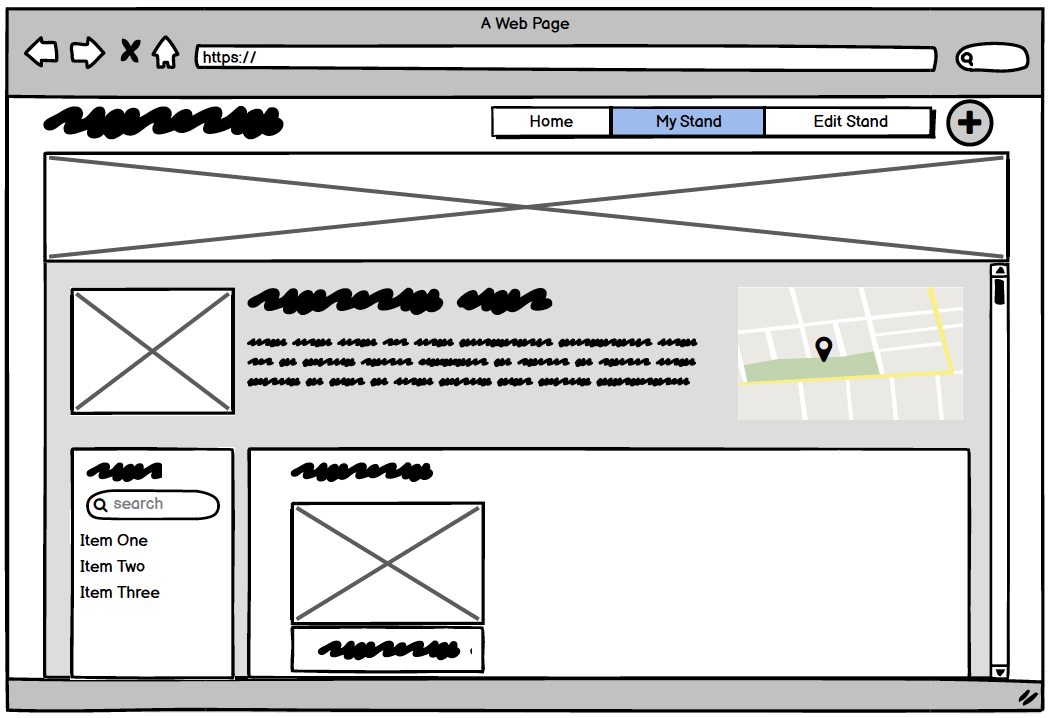 A Web Page
https://
Home My Stand Edit Stand
search
Item One
Item Two
Item Three